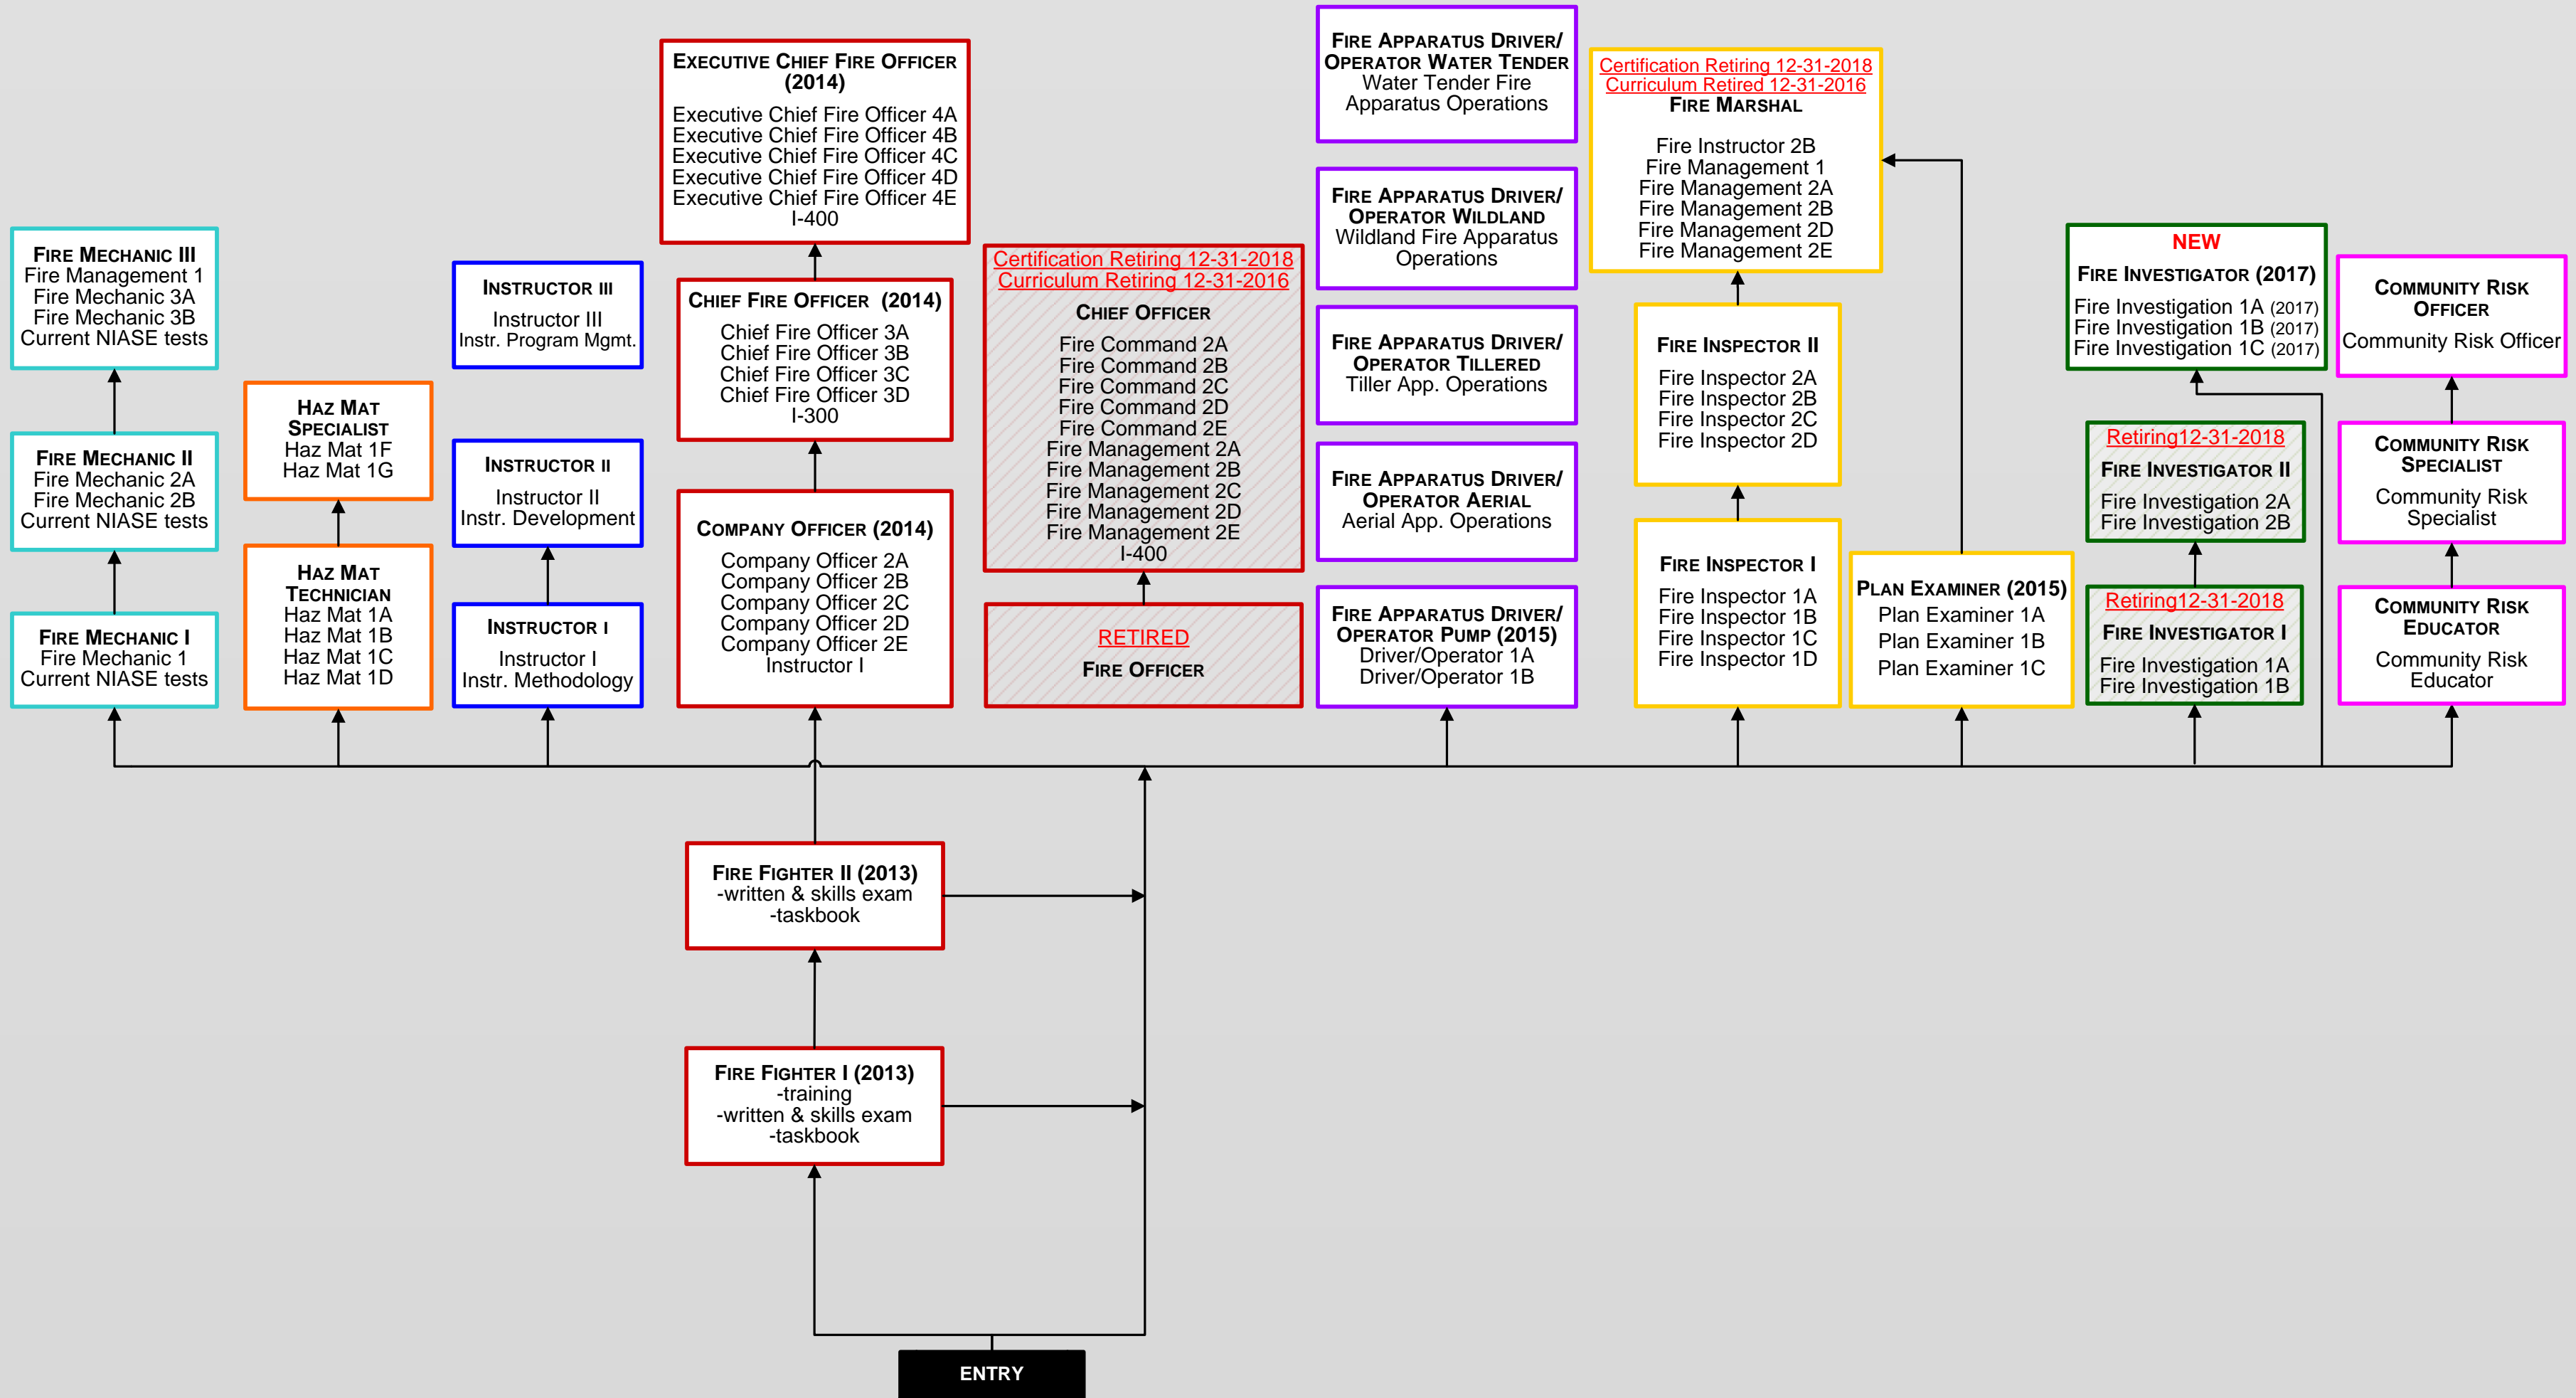 EXECUTIVE CHIEF FIRE OFFICER
(2014)
Executive Chief Fire Officer 4A
Executive Chief Fire Officer 4B
Executive Chief Fire Officer 4C
Executive Chief Fire Officer 4D
Executive Chief Fire Officer 4E
I-400
FIRE APPARATUS DRIVER/
OPERATOR WATER TENDER
Water Tender Fire
Apparatus Operations
Certification Retiring 12-31-2018
Curriculum Retired 12-31-2016
FIRE MARSHAL
Fire Instructor 2B
Fire Management 1
Fire Management 2A
Fire Management 2B
Fire Management 2D
Fire Management 2E
FIRE APPARATUS DRIVER/
OPERATOR WILDLAND
Wildland Fire Apparatus
Operations
FIRE MECHANIC III
Fire Management 1
Fire Mechanic 3A
Fire Mechanic 3B
Current NIASE tests
INSTRUCTOR III
Instructor III
Instr. Program Mgmt.
CHIEF FIRE OFFICER (2014)
Chief Fire Officer 3A
Chief Fire Officer 3B
Chief Fire Officer 3C
Chief Fire Officer 3D
I-300
Certification Retiring 12-31-2018
Curriculum Retiring 12-31-2016
CHIEF OFFICER
Fire Command 2A
Fire Command 2B
Fire Command 2C
Fire Command 2D
Fire Command 2E
Fire Management 2A
Fire Management 2B
Fire Management 2C
Fire Management 2D
Fire Management 2E
I-400
FIRE APPARATUS DRIVER/
OPERATOR TILLERED
Tiller App. Operations
FIRE INSPECTOR II
Fire Inspector 2A
Fire Inspector 2B
Fire Inspector 2C
Fire Inspector 2D
NEW
FIRE INVESTIGATOR (2017)
Fire Investigation 1A (2017)
Fire Investigation 1B (2017)
Fire Investigation 1C (2017)
COMMUNITY RISK
OFFICER
Community Risk Officer
HAZ MAT
SPECIALIST
Haz Mat 1F
Haz Mat 1G
FIRE MECHANIC II
Fire Mechanic 2A
Fire Mechanic 2B
Current NIASE tests
INSTRUCTOR II
Instructor II
Instr. Development
COMPANY OFFICER (2014)
Company Officer 2A
Company Officer 2B
Company Officer 2C
Company Officer 2D
Company Officer 2E
Instructor I
FIRE APPARATUS DRIVER/
OPERATOR AERIAL
Aerial App. Operations
Retiring12-31-2018
FIRE INVESTIGATOR II
Fire Investigation 2A
Fire Investigation 2B
COMMUNITY RISK
SPECIALIST
Community Risk
Specialist
FIRE MECHANIC I
Fire Mechanic 1
Current NIASE tests
HAZ MAT
TECHNICIAN
Haz Mat 1A
Haz Mat 1B
Haz Mat 1C
Haz Mat 1D
INSTRUCTOR I
Instructor I
Instr. Methodology
RETIRED
FIRE OFFICER
FIRE APPARATUS DRIVER/
OPERATOR PUMP (2015)
Driver/Operator 1A
Driver/Operator 1B
FIRE INSPECTOR I
Fire Inspector 1A
Fire Inspector 1B
Fire Inspector 1C
Fire Inspector 1D
PLAN EXAMINER (2015)
Plan Examiner 1A
Plan Examiner 1B
Plan Examiner 1C
Retiring12-31-2018
FIRE INVESTIGATOR I
Fire Investigation 1A
Fire Investigation 1B
COMMUNITY RISK
EDUCATOR
Community Risk
Educator
FIRE FIGHTER II (2013)
-written & skills exam
-taskbook
FIRE FIGHTER I (2013)
-training
-written & skills exam
-taskbook
ENTRY